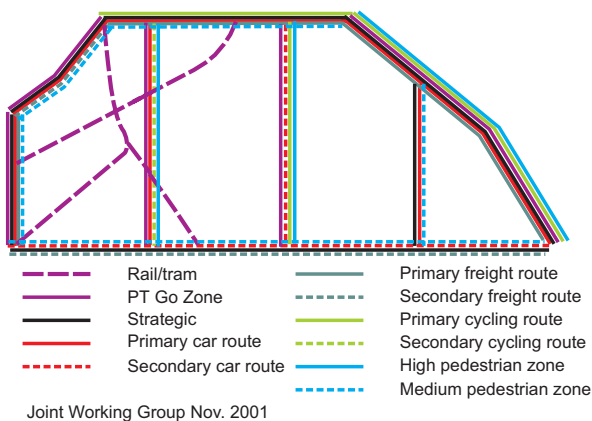 Rail/tram
PT Go Zone
Strategic
Primary car route
Secondary car route
Primary freight route
Secondary freight route
Primary cycling route
Secondary cycling route
High pedestrian zone
Medium pedestrian zone
Joint Working Group Nov. 2001